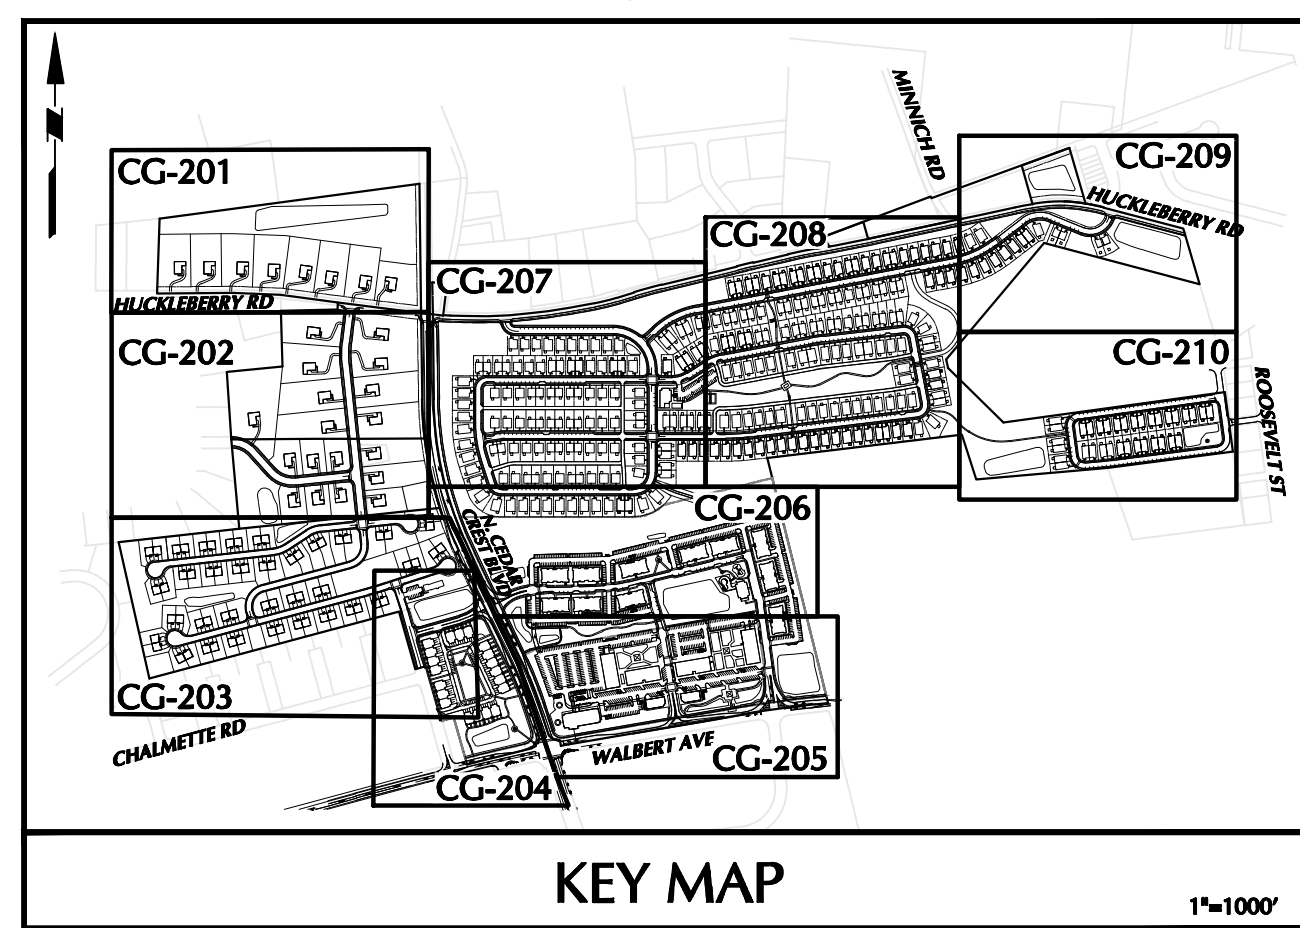 MINNICH RD
CG-201
CG-209
HUCKLEBERRY RD
CG-208
CG-207
HUCKLEBERRY RD
CG-202
CG-210
ROOSEVELT ST
CG-206
N. CEDAR
CREST BLVD
CG-203
CHALMETTE RD
WALBERT AVE
CG-205
CG-204
KEY MAP
1"=1000'